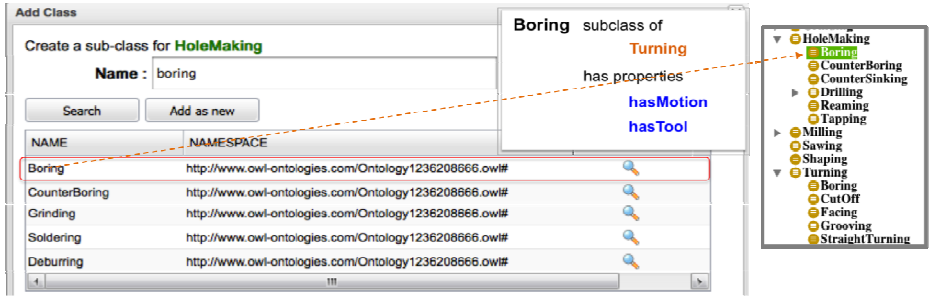 Add Class
Create a sub-class for HoleMaking
Name : boring
Search Add as new
NAME NAMESPACE
Boring http://www.owl-ontologies.com/Ontology1236208666.owl#
CounterBoring http://www.owl-ontologies.com/Ontology1236208666.owl#
Grinding http://www.owl-ontologies.com/Ontology1236208666.owl#
Soldering http://www.owl-ontologies.com/Ontology1236208666.owl#
Deburring http://www.owl-ontologies.com/Ontology1236208666.owl#
Boring subclass of
Turning
has properties
hasMotion
hasTool
HoleMaking
Boring
CounterBoring
CounterSinking
Drilling
Reaming
Tapping
Milling
Sawing
Shaping
Turning
Boring
CutOff
Facing
Grooving
StraightTurning